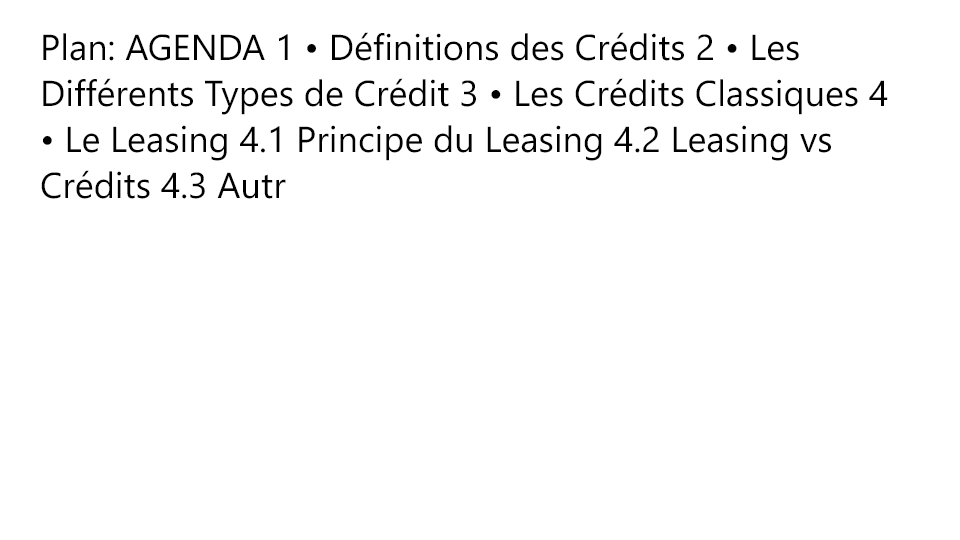 Plan: AGENDA 1 • Définitions des Crédits 2 • Les
Différents Types de Crédit 3 • Les Crédits Classiques 4
• Le Leasing 4.1 Principe du Leasing 4.2 Leasing vs
Crédits 4.3 Autr